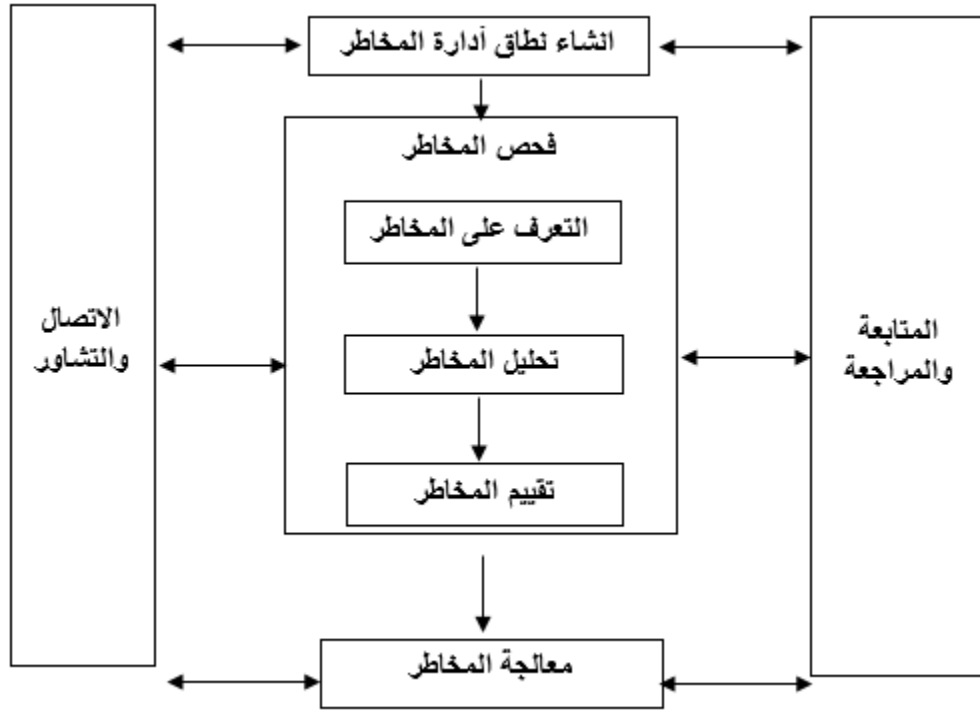 انشاء نطاق أدارة المخاطر
فحص المخاطر
التعرف على المخاطر
تحليل المخاطر
تقييم المخاطر
معالجة المخاطر
المتابعة
والمراجعة
الاتصال
والتشاور